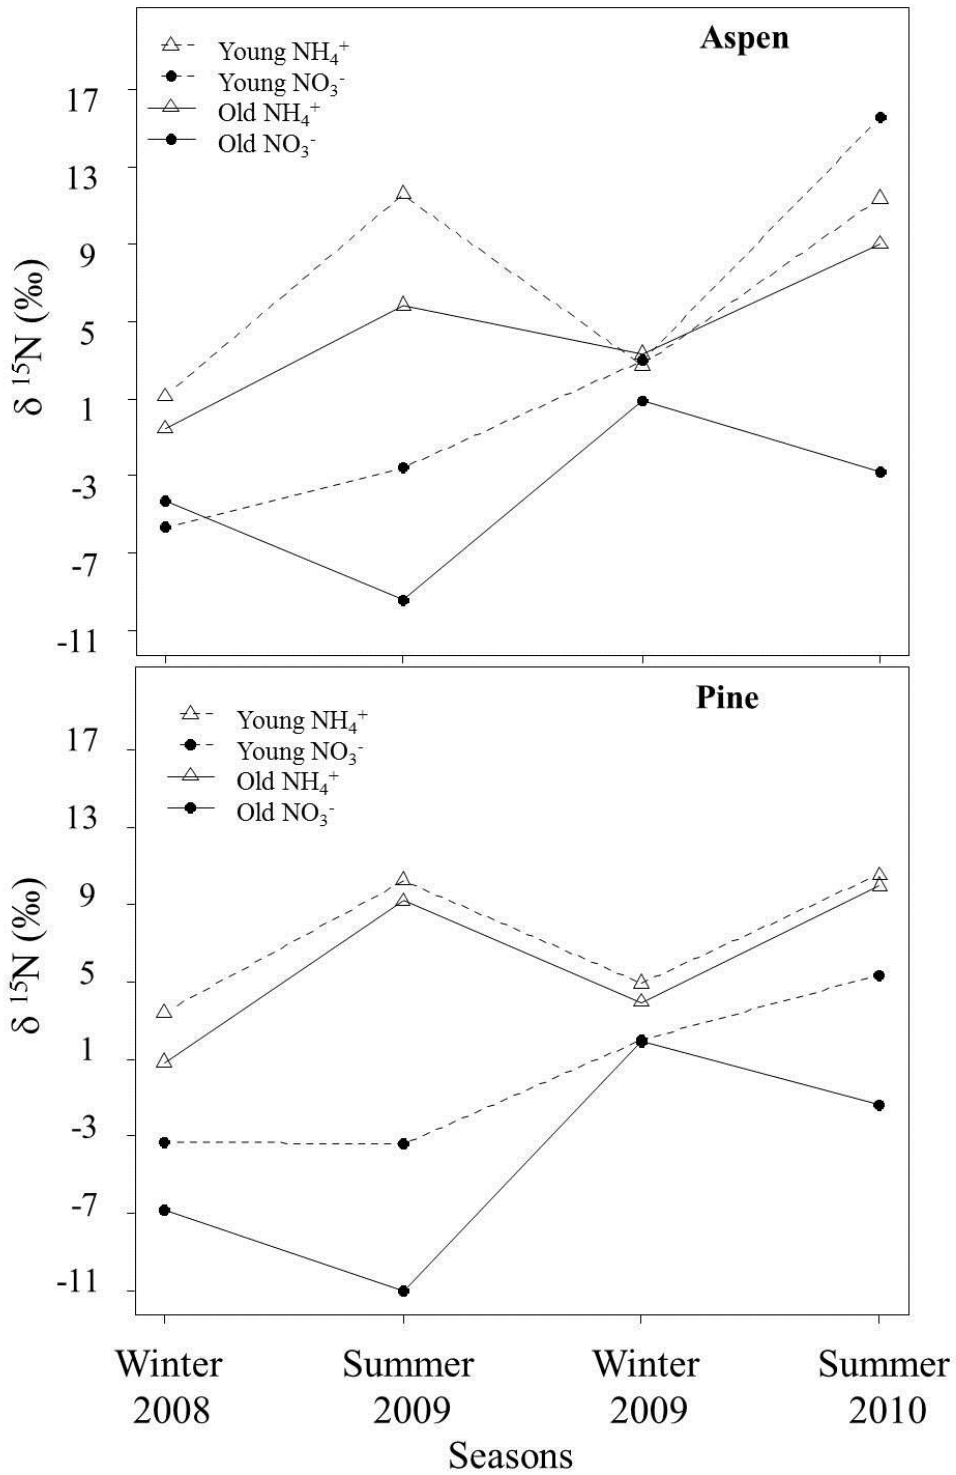 Aspen
Young NH₄⁺
Young NO₃⁻
Old NH₄⁺
Old NO₃⁻
17
13
9
5
1
-3
-7
-11
δ ¹⁵N (‰)
Pine
Young NH₄⁺
Young NO₃⁻
Old NH₄⁺
Old NO₃⁻
17
13
9
5
1
-3
-7
-11
δ ¹⁵N (‰)
Winter Summer Winter Summer
2008 2009 2009 2010
Seasons